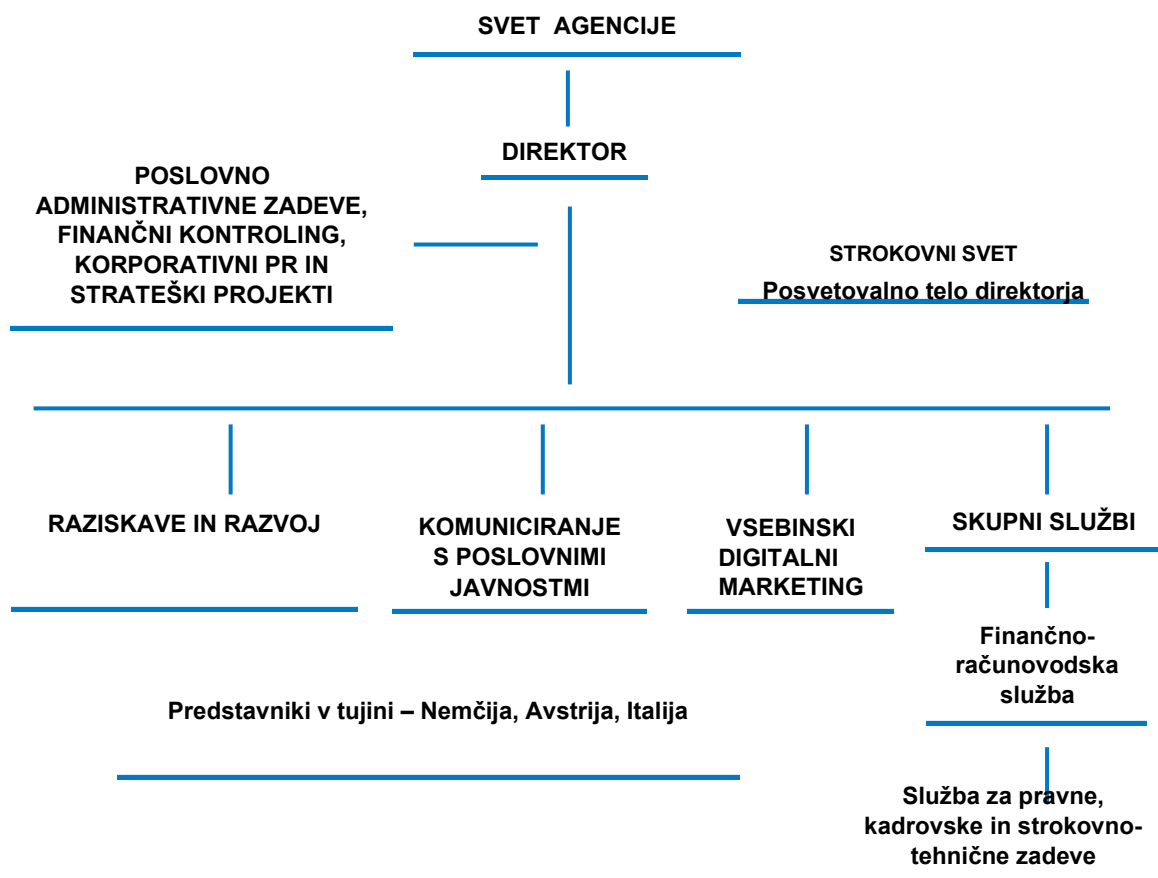 SVET AGENCIJE
DIREKTOR
POSLOVNO
ADMINISTRATIVNE ZADEVE,
FINANČNI KONTROLING,
KORPORATIVNI PR IN
STRATEŠKI PROJEKTI
STROKOVNI SVET
Posvetovalno telo direktorja
RAZISKAVE IN RAZVOJ
KOMUNICIRANJE
S POSLOVNIMI
JAVNOSTMI
VSEBINSKI
DIGITALNI
MARKETING
SKUPNI SLUŽBI
Finančno-
računovodska
služba
Predstavniki v tujini – Nemčija, Avstrija, Italija
Služba za pravne,
kadrovske in strokovno-
tehnične zadeve